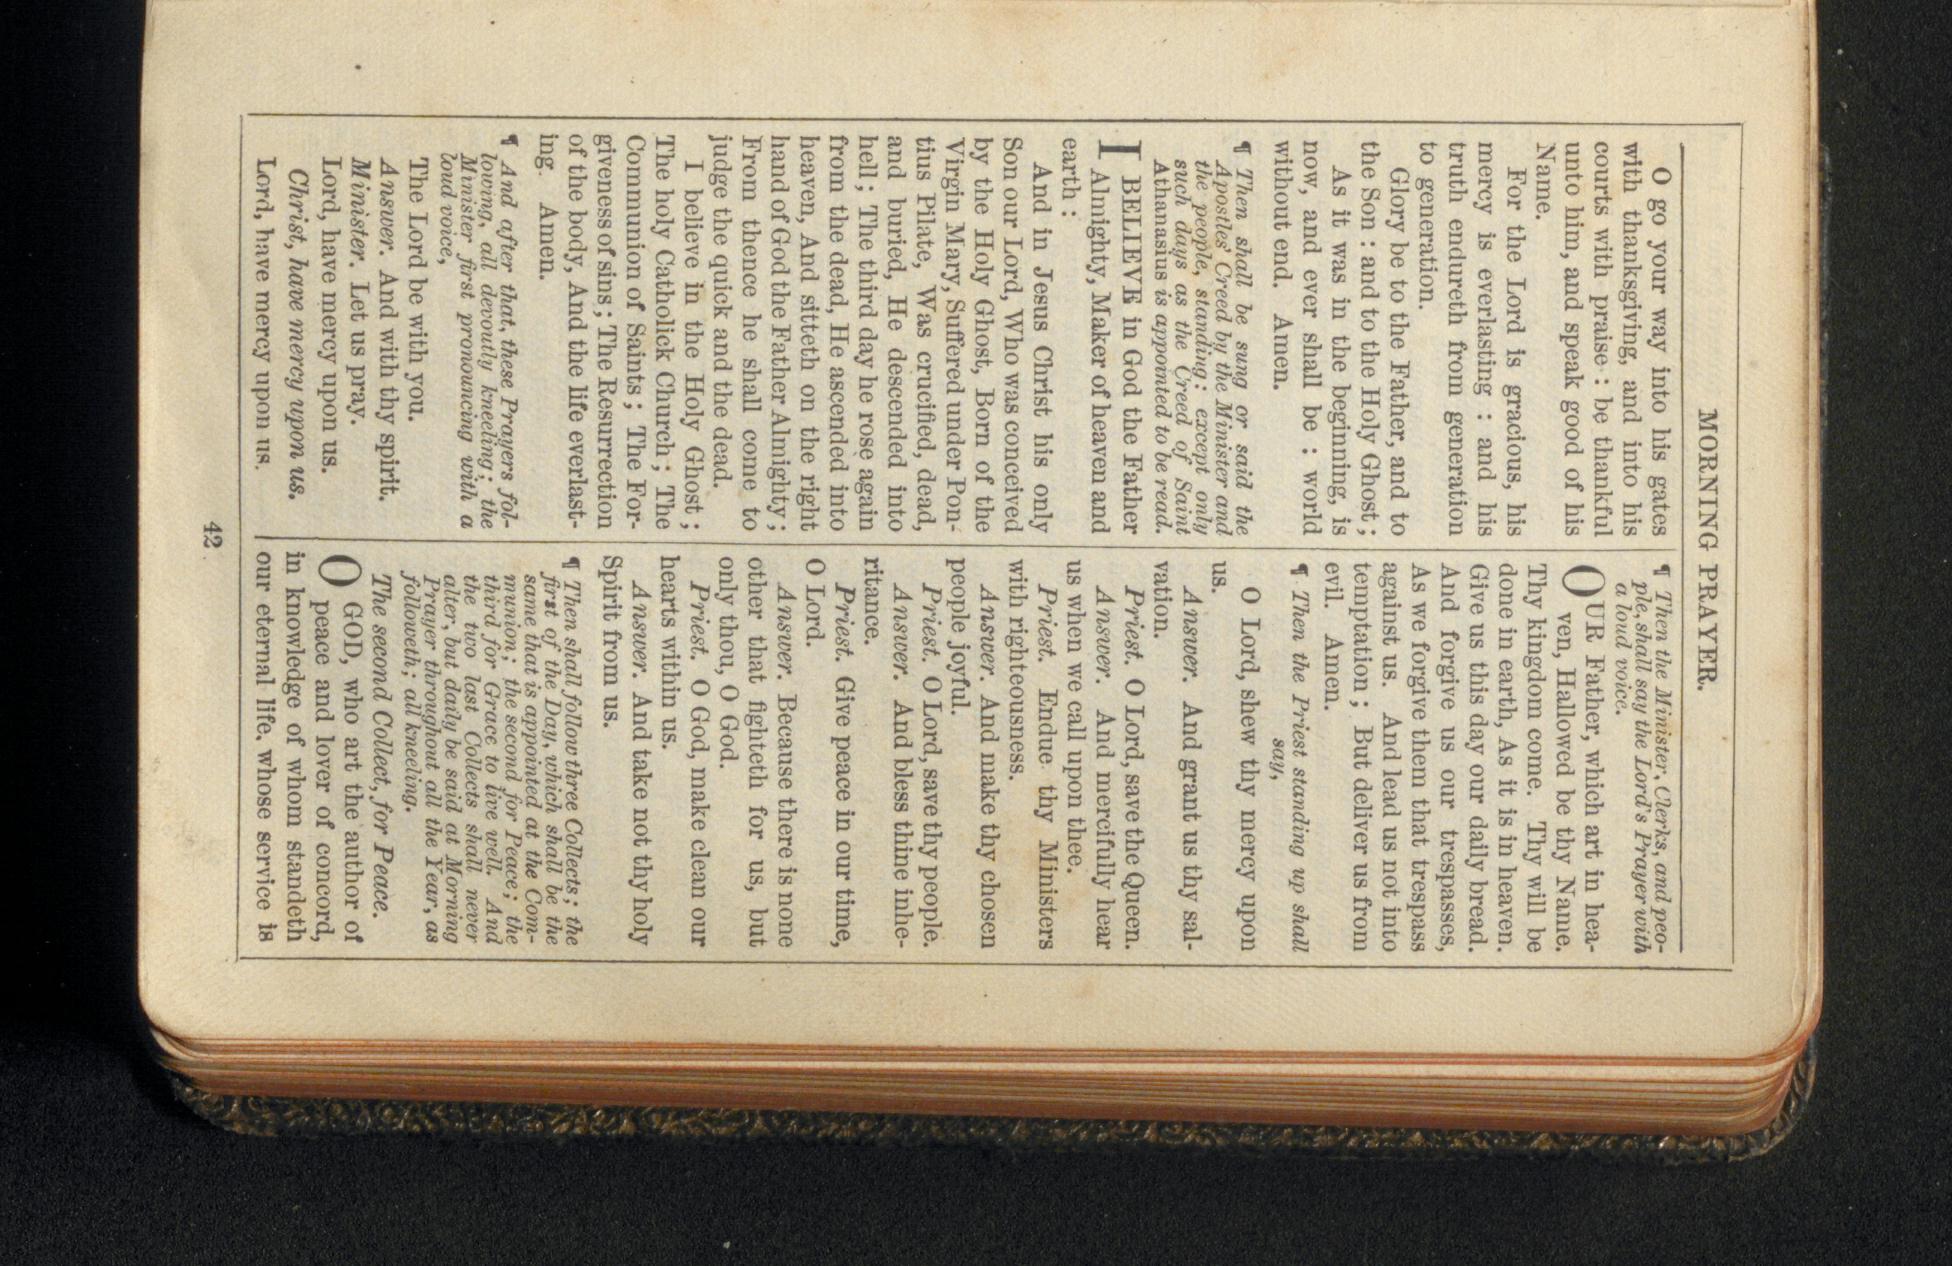 MORNING PRAYER.
O go your way into his gates
with thanksgiving, and into his
courts with praise : be thankful
unto him, and speak good of his
Name.
For the Lord is gracious, his
mercy is everlasting : and his
truth endureth from generation
to generation.
Glory be to the Father, and to
the Son : and to the Holy Ghost ;
As it was in the beginning, is
now, and ever shall be : world
without end. Amen.
¶ Then shall be sung or said the
Apostles' Creed by the Minister and
the people, standing: except only
such days as the Creed of Saint
Athanasius is appointed to be read.
I BELIEVE in God the Father
Almighty, Maker of heaven and
earth :
And in Jesus Christ his only
Son our Lord, Who was conceived
by the Holy Ghost, Born of the
Virgin Mary, Suffered under Pon-
tius Pilate, Was crucified, dead,
and buried, He descended into
hell ; The third day he rose again
from the dead, He ascended into
heaven, And sitteth on the right
hand of God the Father Almighty ;
From thence he shall come to
judge the quick and the dead.
I believe in the Holy Ghost ;
The holy Catholick Church ; The
Communion of Saints ; The For-
giveness of sins ; The Resurrection
of the body, And the life everlast-
ing. Amen.
¶ And after that, these Prayers fol-
lowing, all devoutly kneeling; the
Minister first pronouncing with a
loud voice,
The Lord be with you.
Answer. And with thy spirit.
Minister. Let us pray.
Lord, have mercy upon us.
Christ, have mercy upon us.
Lord, have mercy upon us.
¶ Then the Minister, Clerks, and peo-
ple, shall say the Lord's Prayer with
a loud voice.
OUR Father, which art in hea-
ven, Hallowed be thy Name.
Thy kingdom come. Thy will be
done in earth, As it is in heaven.
Give us this day our daily bread.
And forgive us our trespasses,
As we forgive them that trespass
against us. And lead us not into
temptation ; But deliver us from
evil. Amen.
¶ Then the Priest standing up shall
say,
O Lord, shew thy mercy upon
us.
Answer. And grant us thy sal-
vation.
Priest. O Lord, save the Queen.
Answer. And mercifully hear
us when we call upon thee.
Priest. Endue thy Ministers
with righteousness.
Answer. And make thy chosen
people joyful.
Priest. O Lord, save thy people.
Answer. And bless thine inhe-
ritance.
Priest. Give peace in our time,
O Lord.
Answer. Because there is none
other that fighteth for us, but
only thou, O God.
Priest. O God, make clean our
hearts within us.
Answer. And take not thy holy
Spirit from us.
¶ Then shall follow three Collects; the
first of the Day, which shall be the
same that is appointed at the Com-
munion; the second for Peace; the
third for Grace to live well. And
the two last Collects shall never
alter, but daily be said at Morning
Prayer throughout all the Year, as
followeth; all kneeling.
The second Collect, for Peace.
O GOD, who art the author of
peace and lover of concord,
in knowledge of whom standeth
our eternal life, whose service is
42